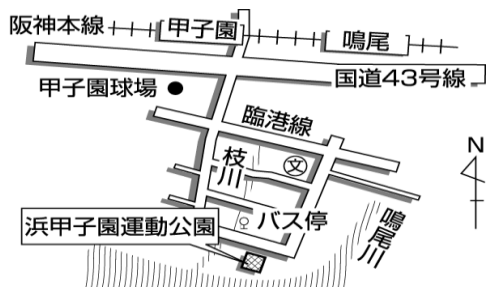 阪神本線
甲子園
鳴尾
国道43号線
甲子園球場
臨港線
枝川
文
バス停
鳴尾川
浜甲子園運動公園
N